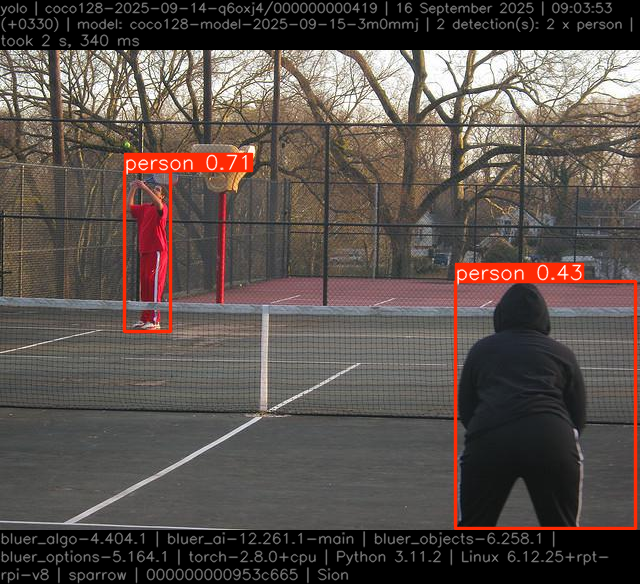 yolo | coco128-2025-09-14-q6oxj4/000000000419 | 16 September 2025 | 09:03:53
(+0330) | model: coco128-model-2025-09-15-3m0mmj | 2 detection(s): 2 x person |
took 2 s, 340 ms
person 0.71
person 0.43
bluer_algo-4.404.1 | bluer_ai-12.261.1-main | bluer_objects-6.258.1 |
bluer_options-5.164.1 | torch-2.8.0+cpu | Python 3.11.2 | Linux 6.12.25+rpt-
rpi-v8 | sparrow | 000000000953c665 | Sion